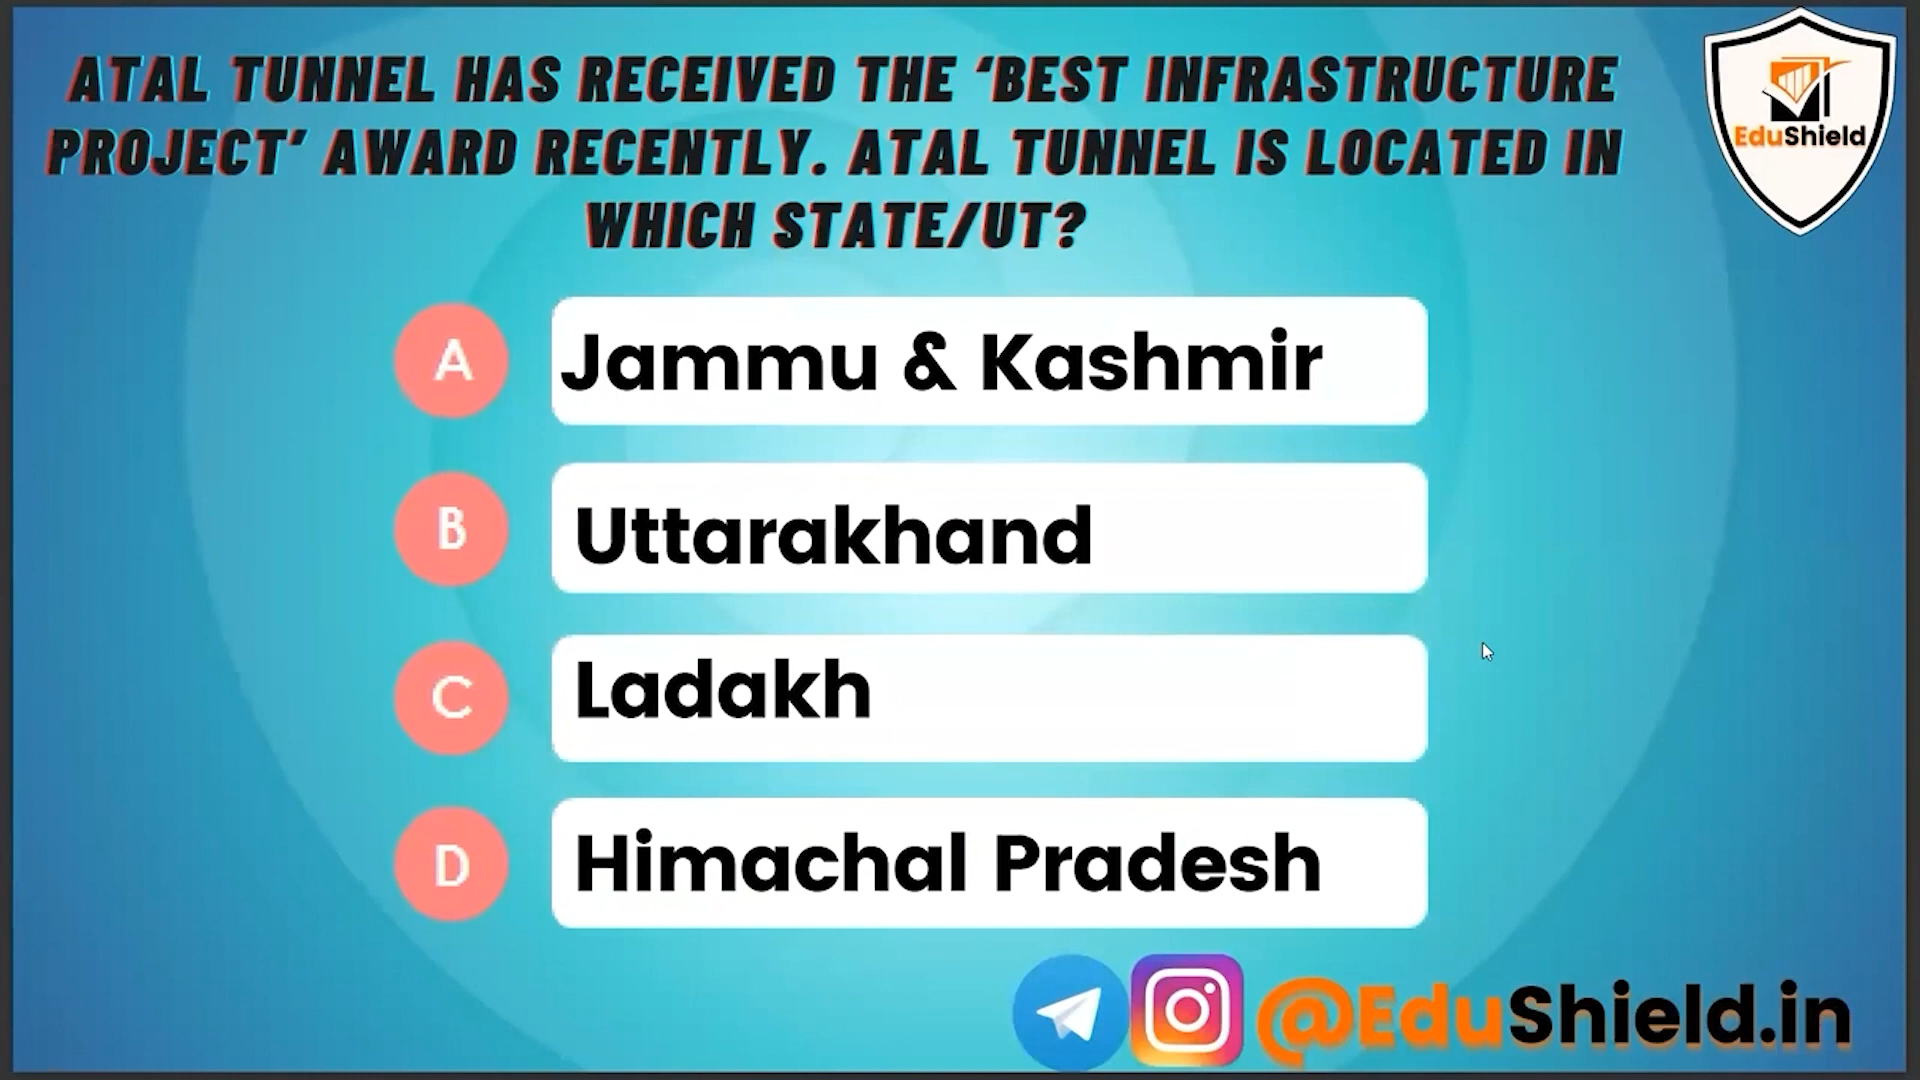 ATAL TUNNEL HAS RECEIVED THE ‘BEST INFRASTRUCTURE
PROJECT’ AWARD RECENTLY. ATAL TUNNEL IS LOCATED IN
WHICH STATE/UT?
EduShield
A Jammu & Kashmir
B Uttarakhand
C Ladakh
D Himachal Pradesh
@EduShield.in